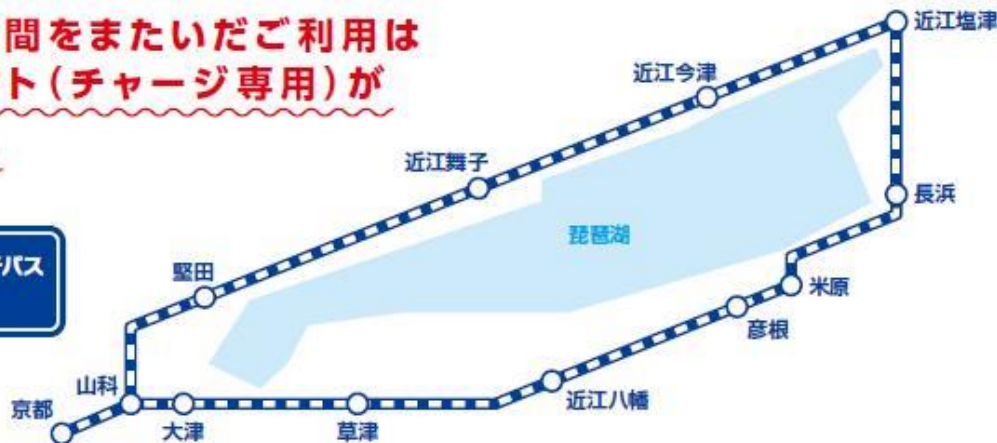 間をまたいだご利用は
ト(チャージ専用)が
パス
近江塩津
近江今津
近江舞子
長浜
琵琶湖
堅田
米原
彦根
山科
近江八幡
京都
大津
草津